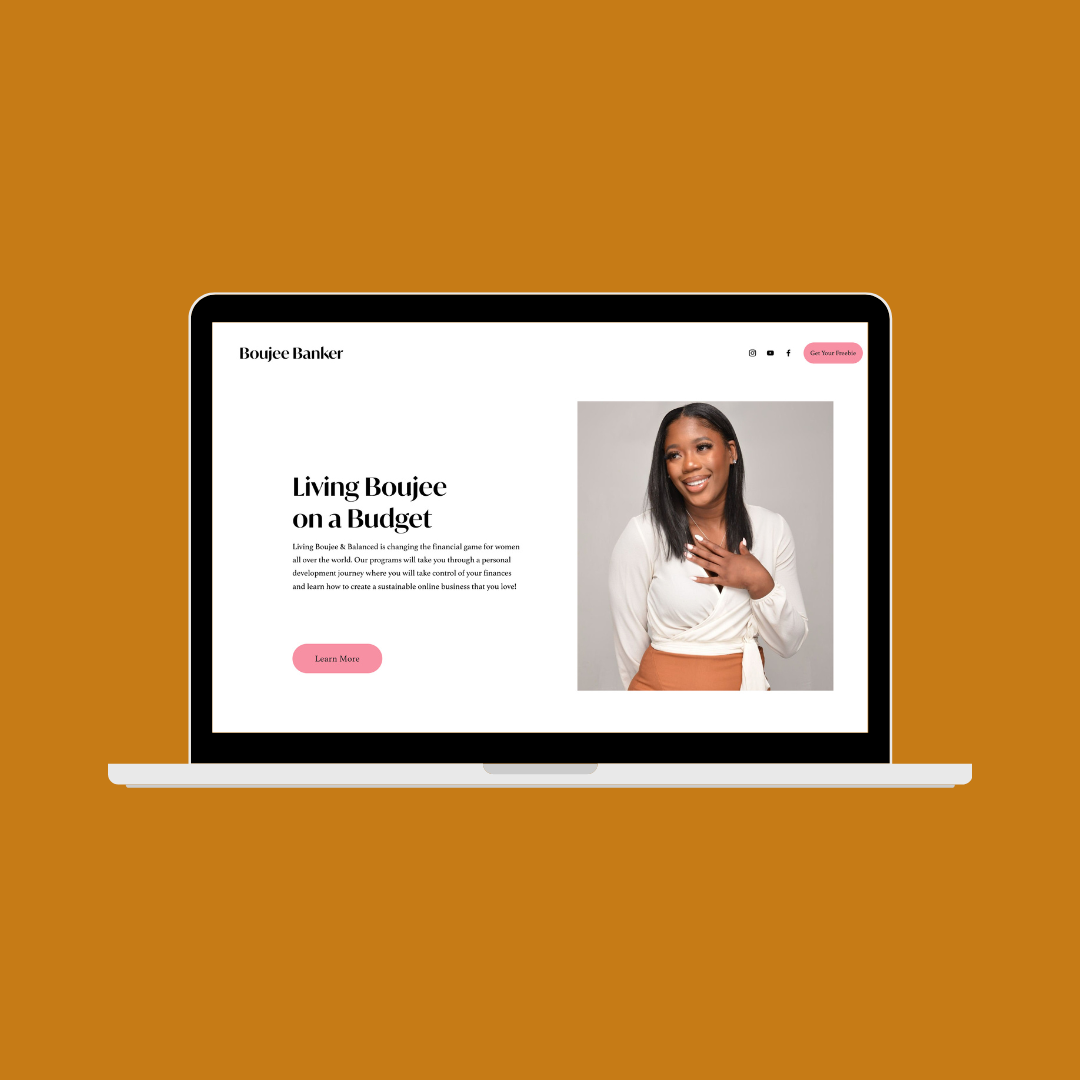 Boujee Banker
Get Your Freebie
Living Boujee
on a Budget
Living Boujee & Balanced is changing the financial game for women
all over the world. Our programs will take you through a personal
development journey where you will take control of your finances
and learn how to create a sustainable online business that you love!
Learn More